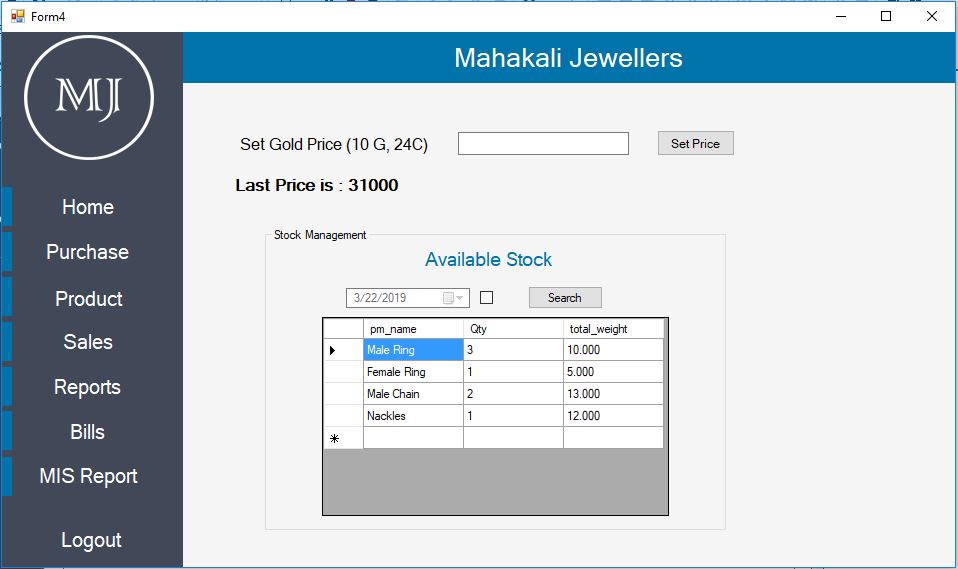 Form4
Mahakali Jewellers
MJ
Home
Purchase
Product
Sales
Reports
Bills
MIS Report
Logout
Set Gold Price (10 G, 24C)
Set Price
Last Price is : 31000
Stock Management
Available Stock
3/22/2019
Search
pm_name Qty total_weight
Male Ring 3 10.000
Female Ring 1 5.000
Male Chain 2 13.000
Nackles 1 12.000